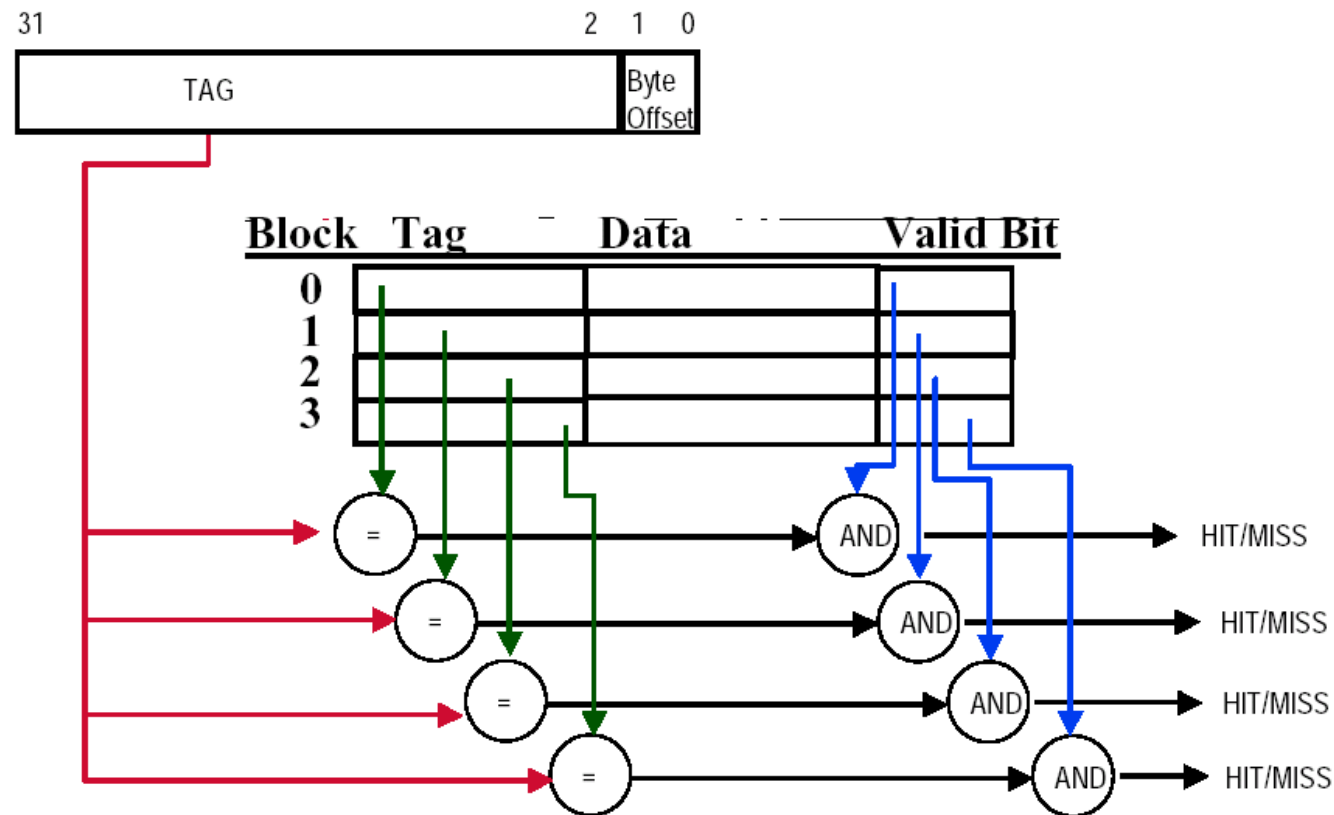 31 2 1 0
TAG
Byte
Offset
Block Tag Data Valid Bit
0
1
2
3
= AND HIT/MISS
= AND HIT/MISS
= AND HIT/MISS
= AND HIT/MISS